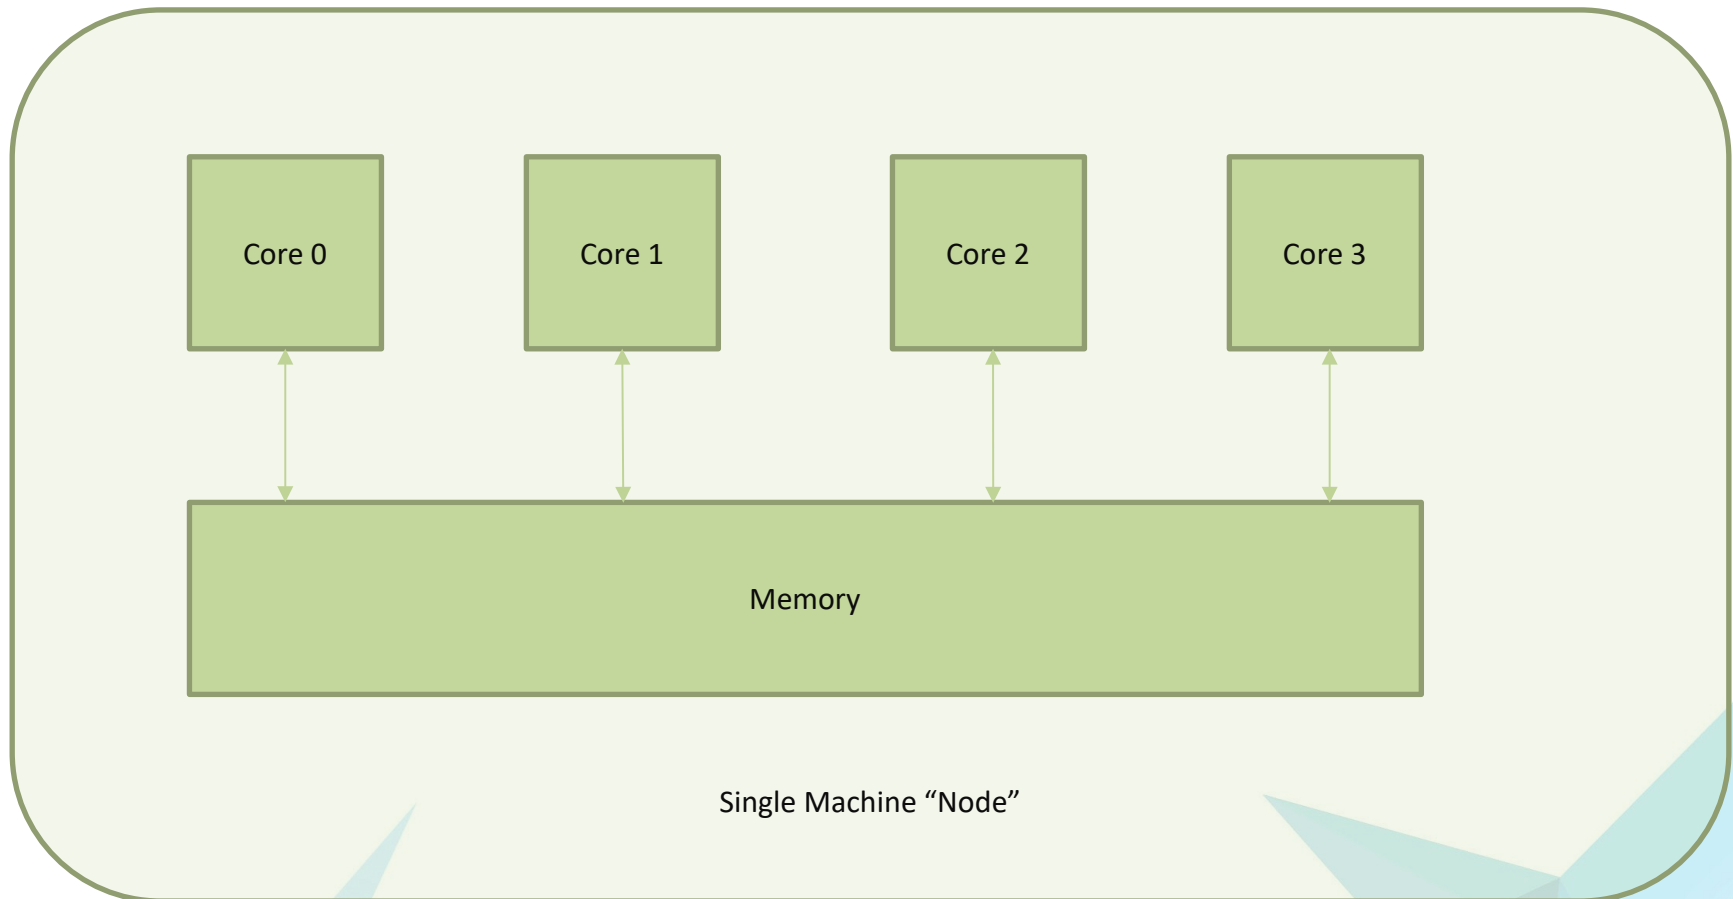 Core 0
Core 1
Core 2
Core 3
Memory
Single Machine “Node”